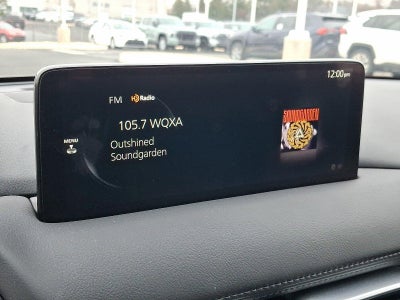 12:00 pm
FM HD Radio
105.7 WQXA
MENU
Outshined
Soundgarden
SOUNDGARDEN